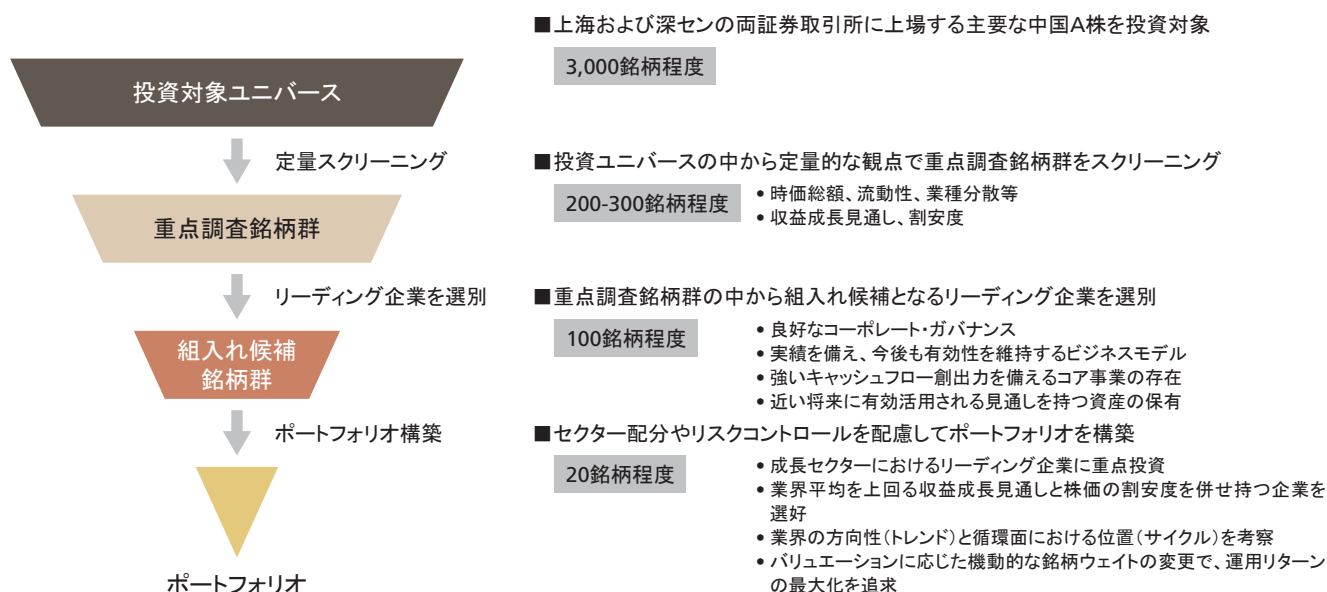 ■上海および深センの両証券取引所に上場する主要な中国A株を投資対象
3,000銘柄程度
投資対象ユニバース
定量スクリーニング
■投資ユニバースの中から定量的な観点で重点調査銘柄群をスクリーニング
200-300銘柄程度
• 時価総額、流動性、業種分散等
• 収益成長見通し、割安度
重点調査銘柄群
リーディング企業を選別
■重点調査銘柄群の中から組入れ候補となるリーディング企業を選別
100銘柄程度
• 良好なコーポレート・ガバナンス
• 実績を備え、今後も有効性を維持するビジネスモデル
• 強いキャッシュフロー創出力を備えるコア事業の存在
• 近い将来に有効活用される見通しを持つ資産の保有
組入れ候補
銘柄群
ポートフォリオ構築
■セクター配分やリスクコントロールを配慮してポートフォリオを構築
20銘柄程度
• 成長セクターにおけるリーディング企業に重点投資
• 業界平均を上回る収益成長見通しと株価の割安度を併せ持つ企業を
選好
• 業界の方向性(トレンド)と循環面における位置(サイクル)を考察
• バリュエーションに応じた機動的な銘柄ウェイトの変更で、運用リターン
の最大化を追求
ポートフォリオ